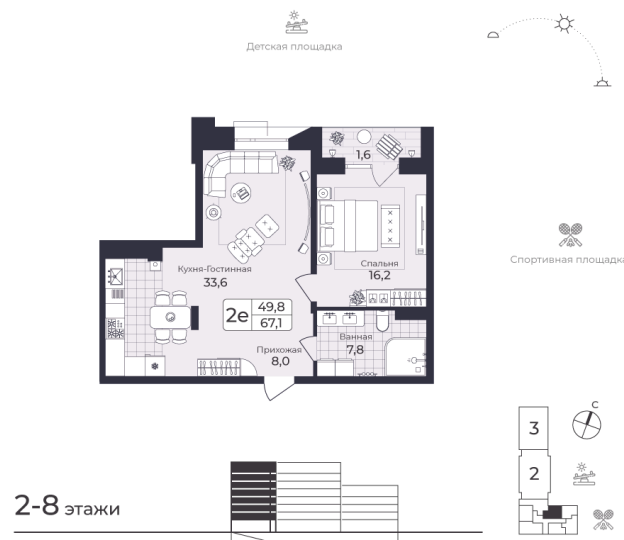 Детская площадка
1,6
Кухня-Гостинная
33,6
Спальня
16,2
Спортивная площадка
2е
49,8
67,1
Прихожая
8,0
Ванная
7,8
С
3
2
2-8 этажи